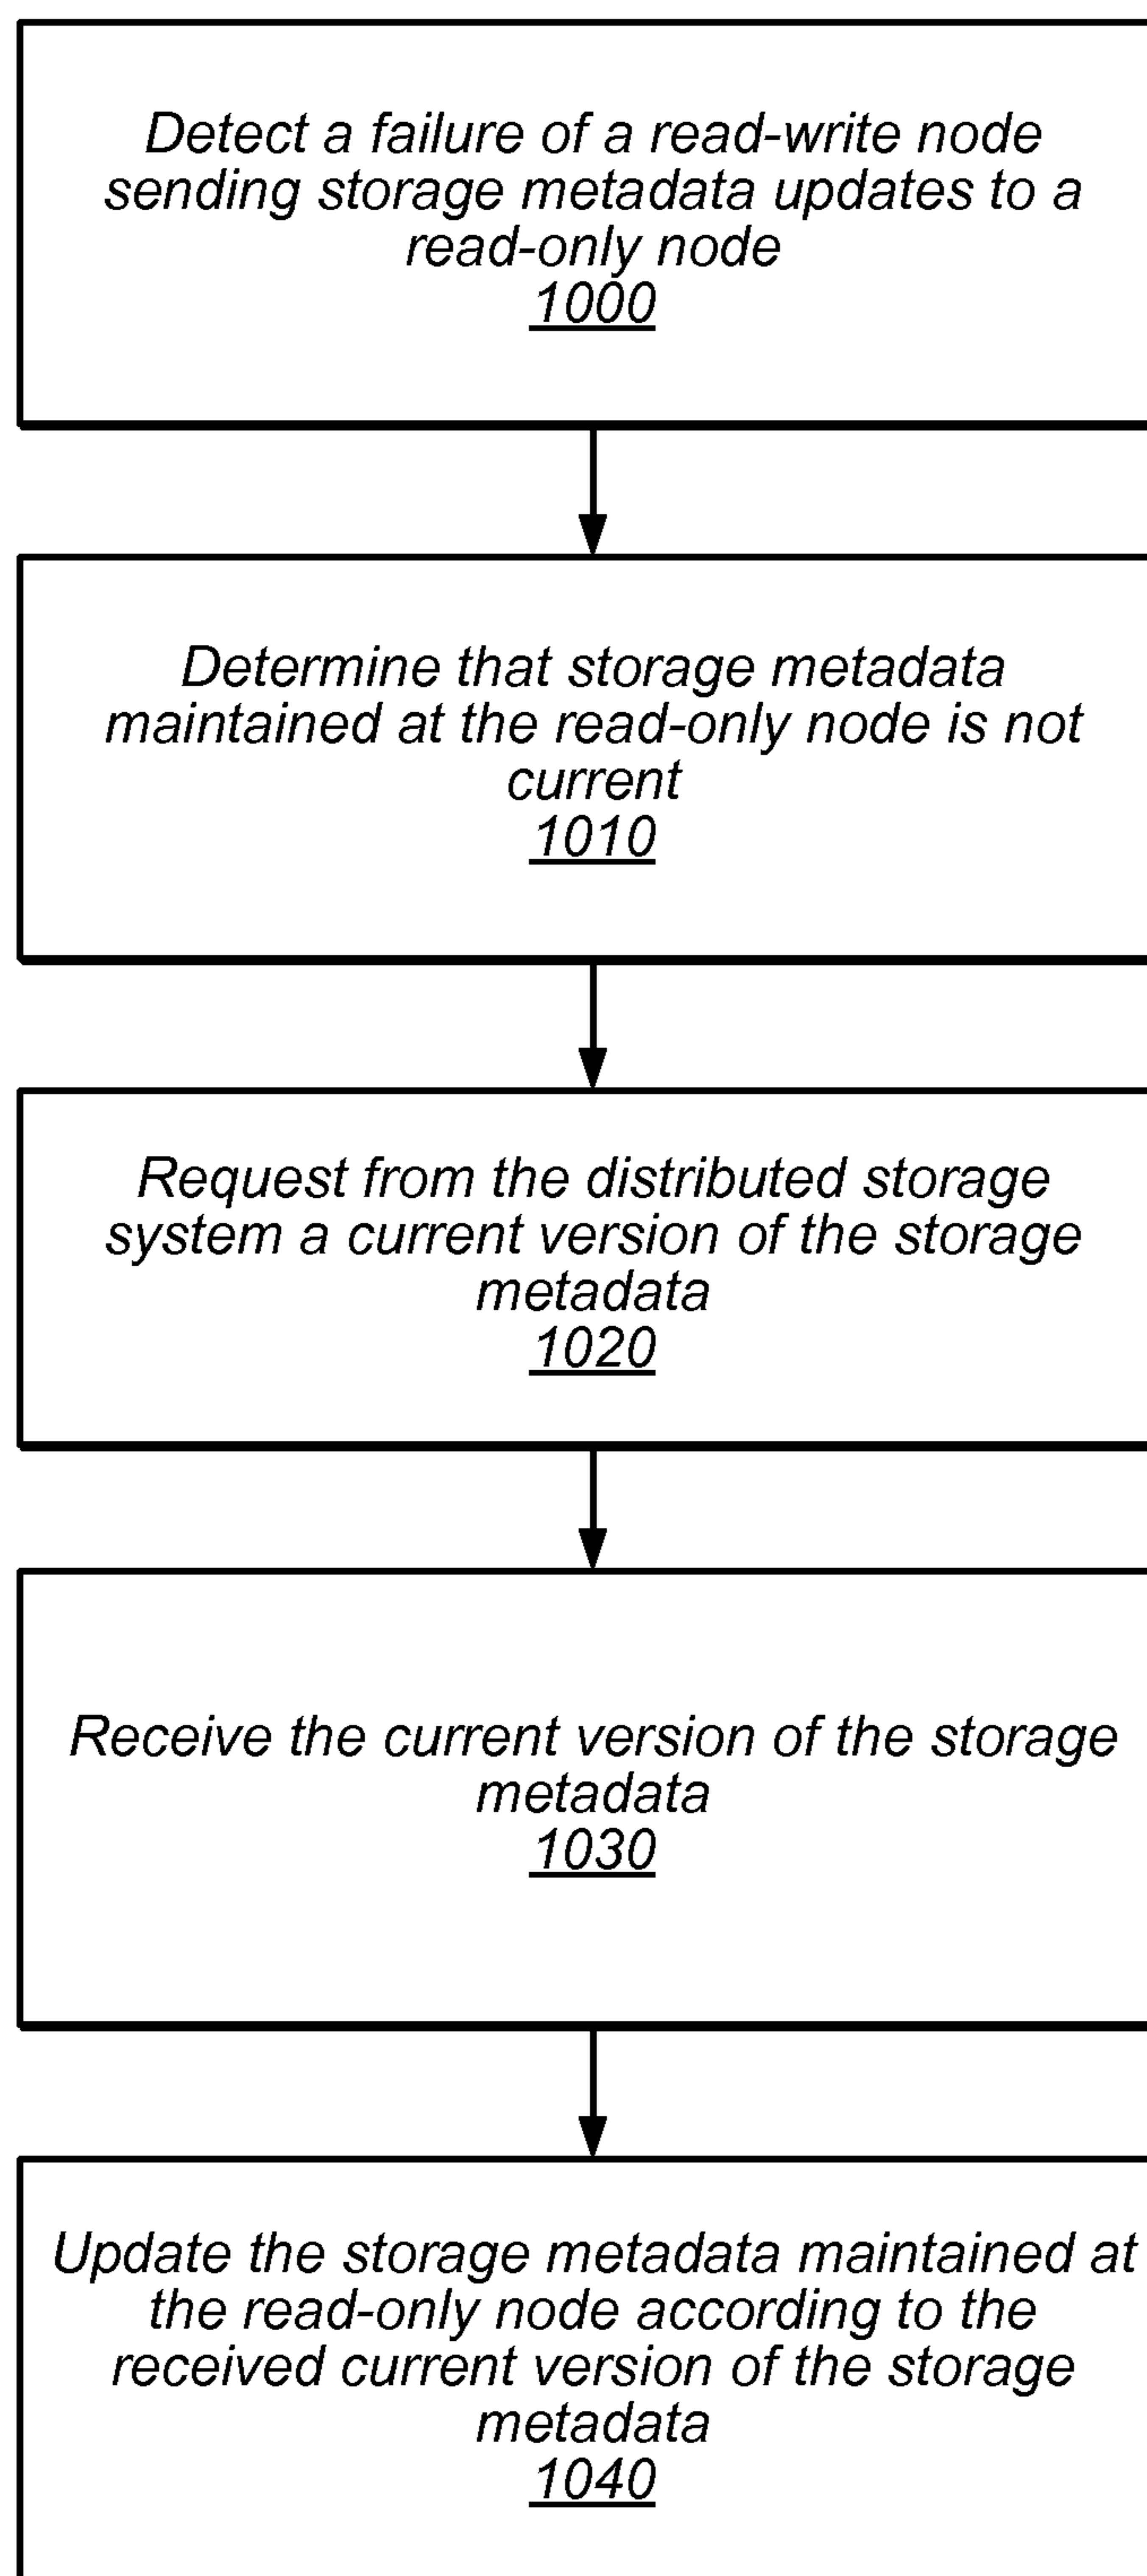 Detect a failure of a read-write node
sending storage metadata updates to a
read-only node
1000
Determine that storage metadata
maintained at the read-only node is not
current
1010
Request from the distributed storage
system a current version of the storage
metadata
1020
Receive the current version of the storage
metadata
1030
Update the storage metadata maintained at
the read-only node according to the
received current version of the storage
metadata
1040